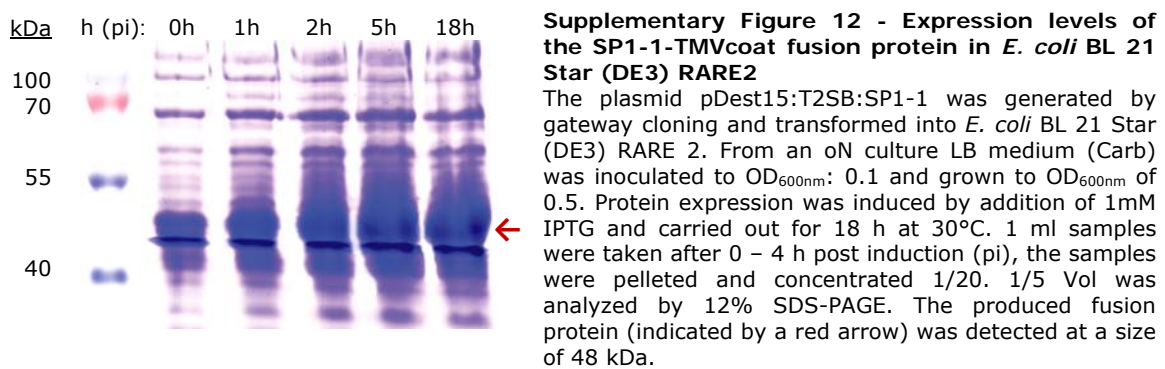 kDa h (pi): 0h 1h 2h 5h 18h
100
70
55
40
Supplementary Figure 12 - Expression levels of
the SP1-1-TMVcoat fusion protein in E. coli BL 21
Star (DE3) RARE2
The plasmid pDest15:T2SB:SP1-1 was generated by
gateway cloning and transformed into E. coli BL 21 Star
(DE3) RARE 2. From an oN culture LB medium (Carb)
was inoculated to OD600nm: 0.1 and grown to OD600nm of
0.5. Protein expression was induced by addition of 1mM
IPTG and carried out for 18 h at 30°C. 1 ml samples
were taken after 0 – 4 h post induction (pi), the samples
were pelleted and concentrated 1/20. 1/5 Vol was
analyzed by 12% SDS-PAGE. The produced fusion
protein (indicated by a red arrow) was detected at a size
of 48 kDa.